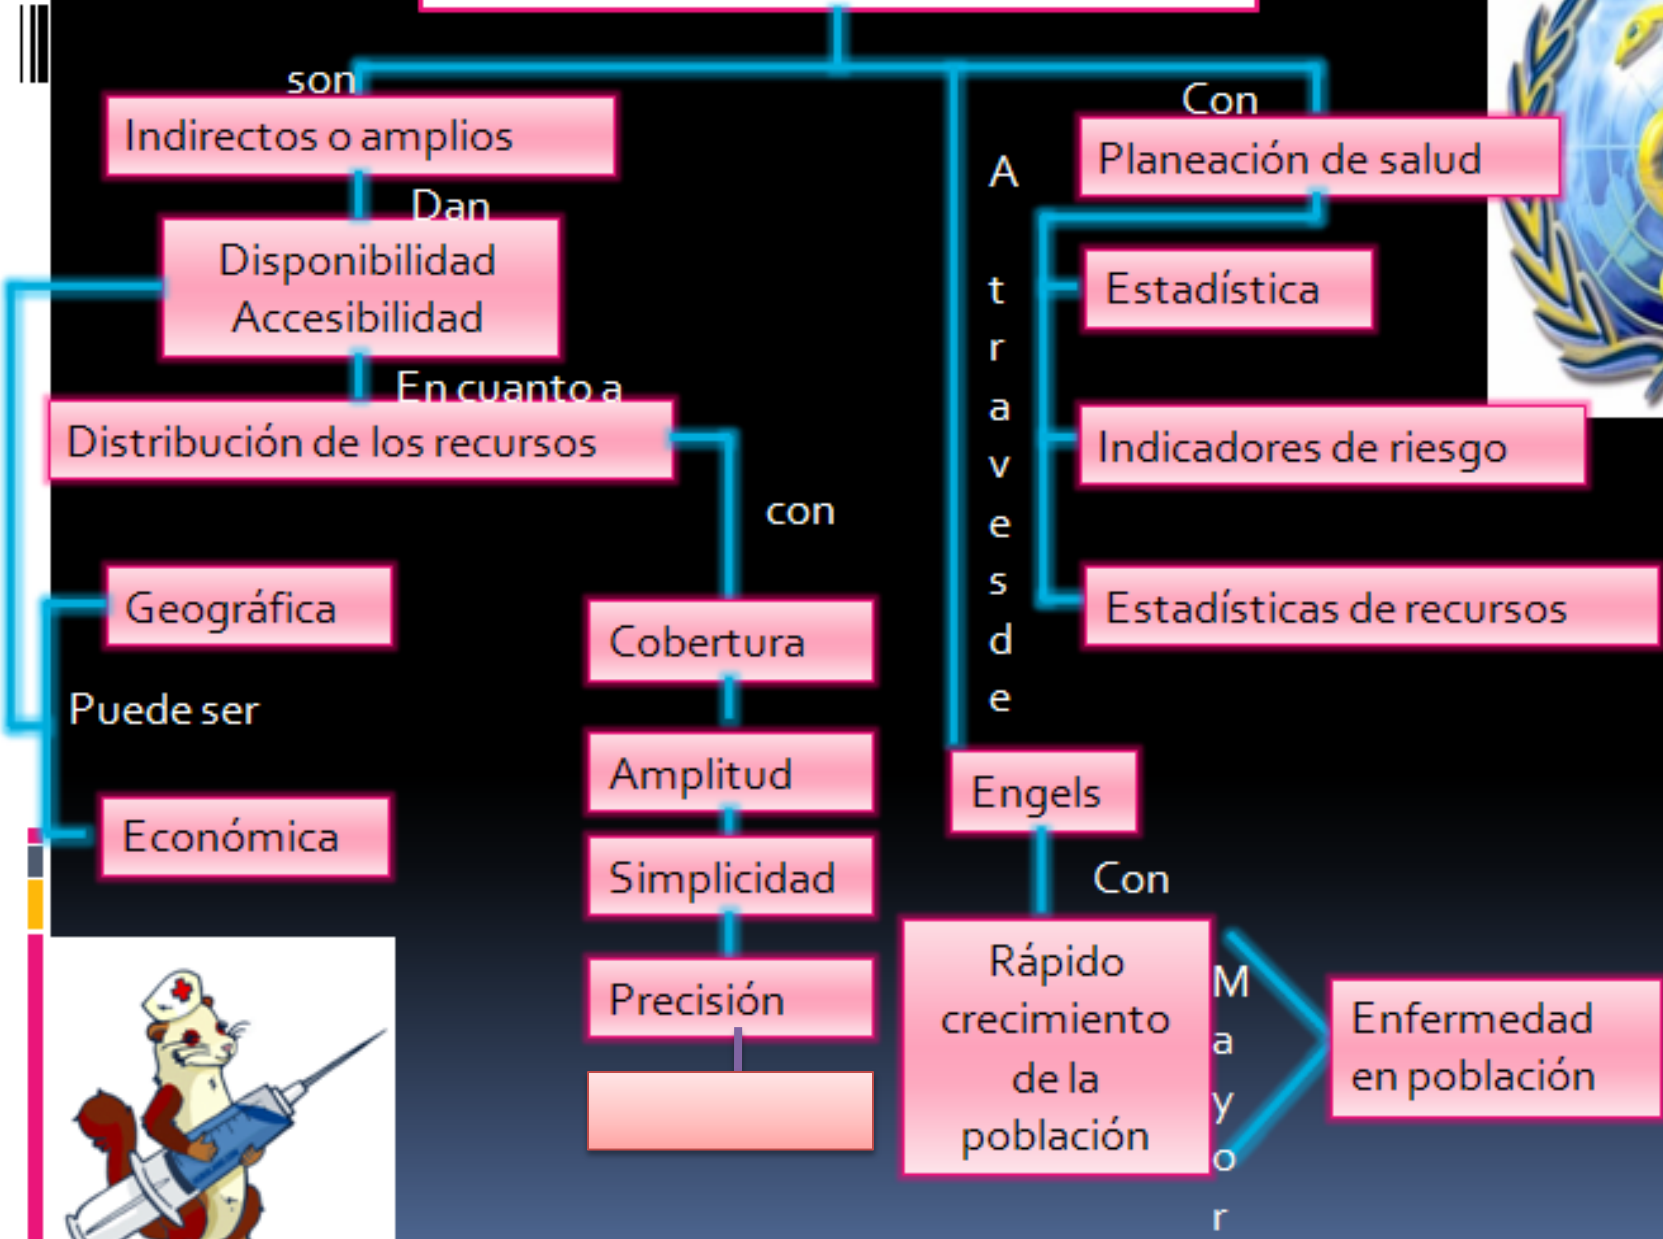 son
Indirectos o amplios
Dan
Disponibilidad
Accesibilidad
En cuanto a
Distribución de los recursos
con
Geográfica
Puede ser
Económica
Cobertura
Amplitud
Simplicidad
Precisión
A
t
r
a
v
e
s
d
e
Engels
Con
Rápido
crecimiento
de la
población
M
a
y
o
r
Enfermedad
en población
Con
Planeación de salud
Estadística
Indicadores de riesgo
Estadísticas de recursos